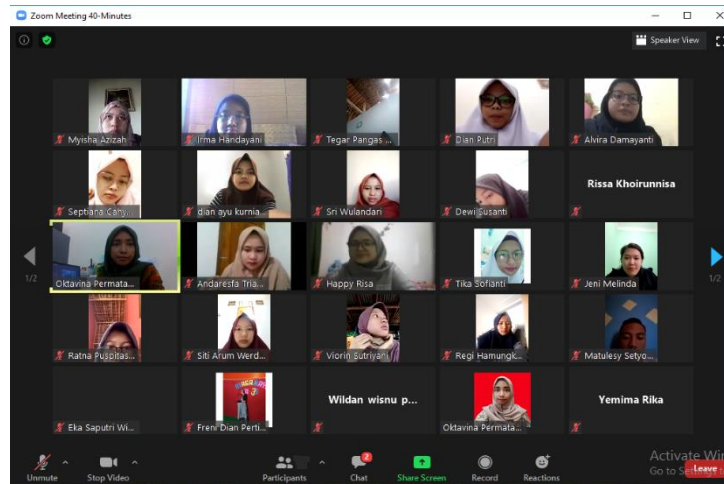 Zoom Meeting 40-Minutes
Speaker View
Myisha Azizah
Irma Handayani
Tegar Pangas ...
Dian Putri
Alvira Damayanti
Septiana Cahy...
dian ayu kurnia...
Sri Wulandari
Dewi Susanti
Rissa Khoirunnisa
Oktavina Permata...
Andaresfa Tria...
Happy Risa
Tika Sofianti
Jeni Melinda
1/2
1/2
Ratna Puspitas...
Siti Arum Werd...
Viorin Sutriyani
Regi Hamungk...
Matulesy Setyo...
Eka Saputri Wi...
Freni Dian Perti...
Wildan wisnu p...
Oktavina Permata...
Yemima Rika
Unmute
Stop Video
Participants
2
Chat
Share Screen
Record
Reactions
Activate Win
Go to
Leave